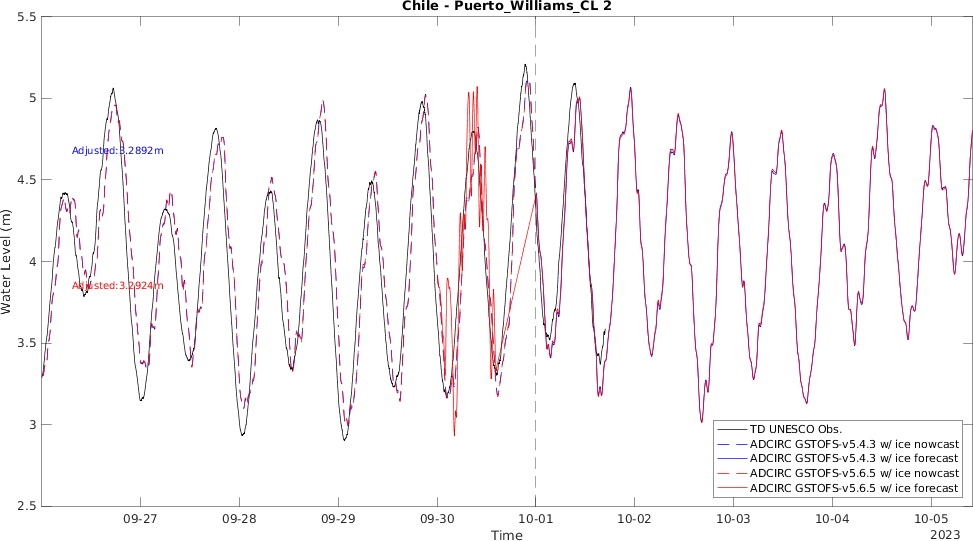 Chile - Puerto_Williams_CL 2
5.5
5
4.5
4
3.5
3
2.5
Water Level (m)
Adjusted:3.2892m
Adjusted:3.2924m
TD UNESCO Obs.
ADCIRC GSTOFS-v5.4.3 w/ ice nowcast
ADCIRC GSTOFS-v5.4.3 w/ ice forecast
ADCIRC GSTOFS-v5.6.5 w/ ice nowcast
ADCIRC GSTOFS-v5.6.5 w/ ice forecast
09-27 09-28 09-29 09-30 10-01 10-02 10-03 10-04 10-05
Time
2023